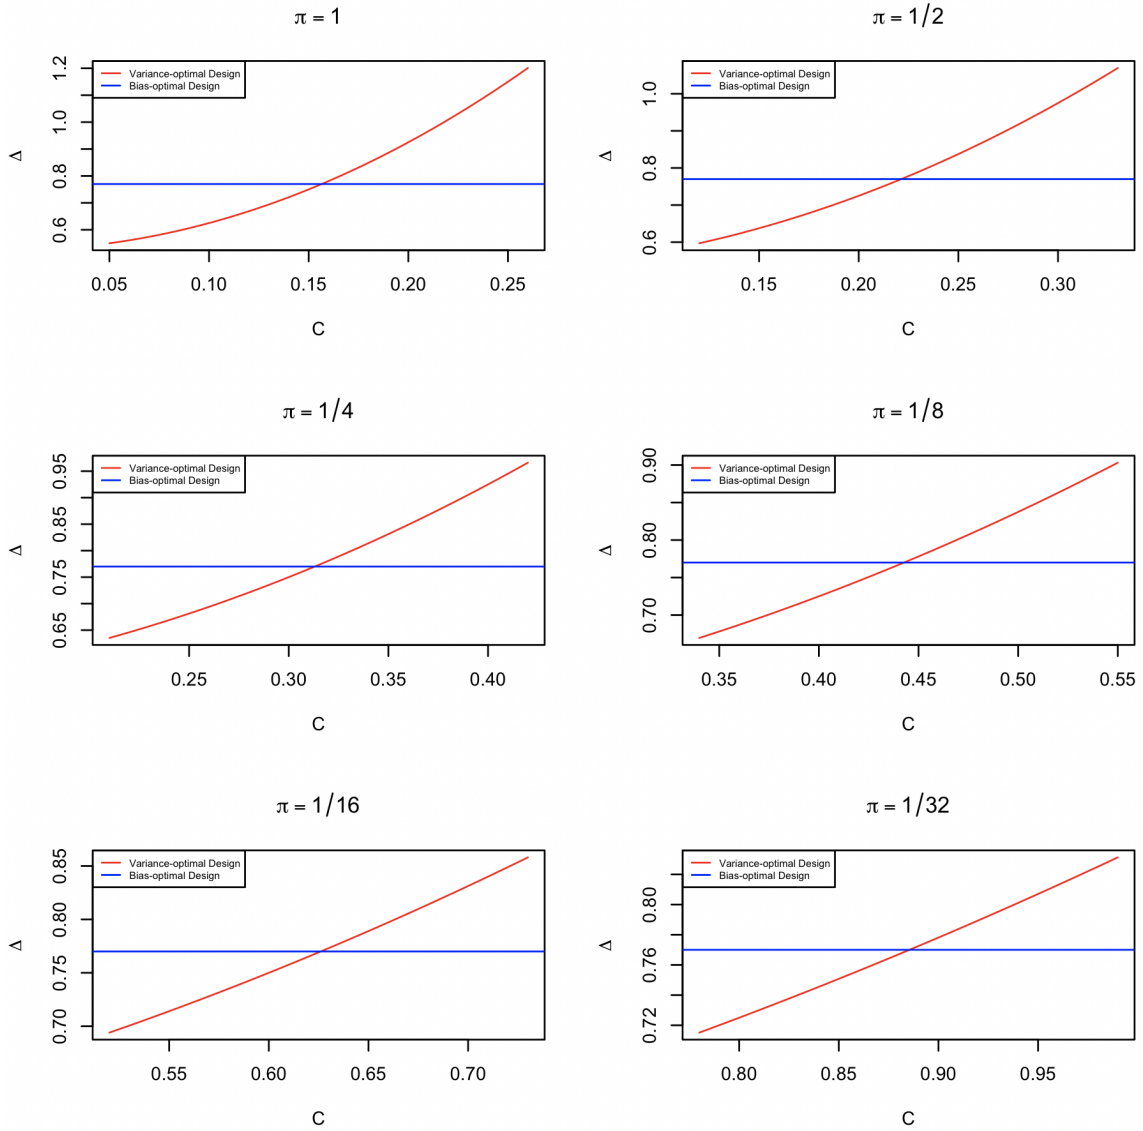 π = 1
Variance-optimal Design
Bias-optimal Design
Δ
0.6 0.8 1.0 1.2
0.05 0.10 0.15 0.20 0.25
C
π = 1/2
Variance-optimal Design
Bias-optimal Design
Δ
0.6 0.8 1.0
0.15 0.20 0.25 0.30
C
π = 1/4
Variance-optimal Design
Bias-optimal Design
Δ
0.65 0.75 0.85 0.95
0.25 0.30 0.35 0.40
C
π = 1/8
Variance-optimal Design
Bias-optimal Design
Δ
0.70 0.80 0.90
0.35 0.40 0.45 0.50 0.55
C
π = 1/16
Variance-optimal Design
Bias-optimal Design
Δ
0.70 0.75 0.80 0.85
0.55 0.60 0.65 0.70
C
π = 1/32
Variance-optimal Design
Bias-optimal Design
Δ
0.72 0.76 0.80
0.80 0.85 0.90 0.95
C